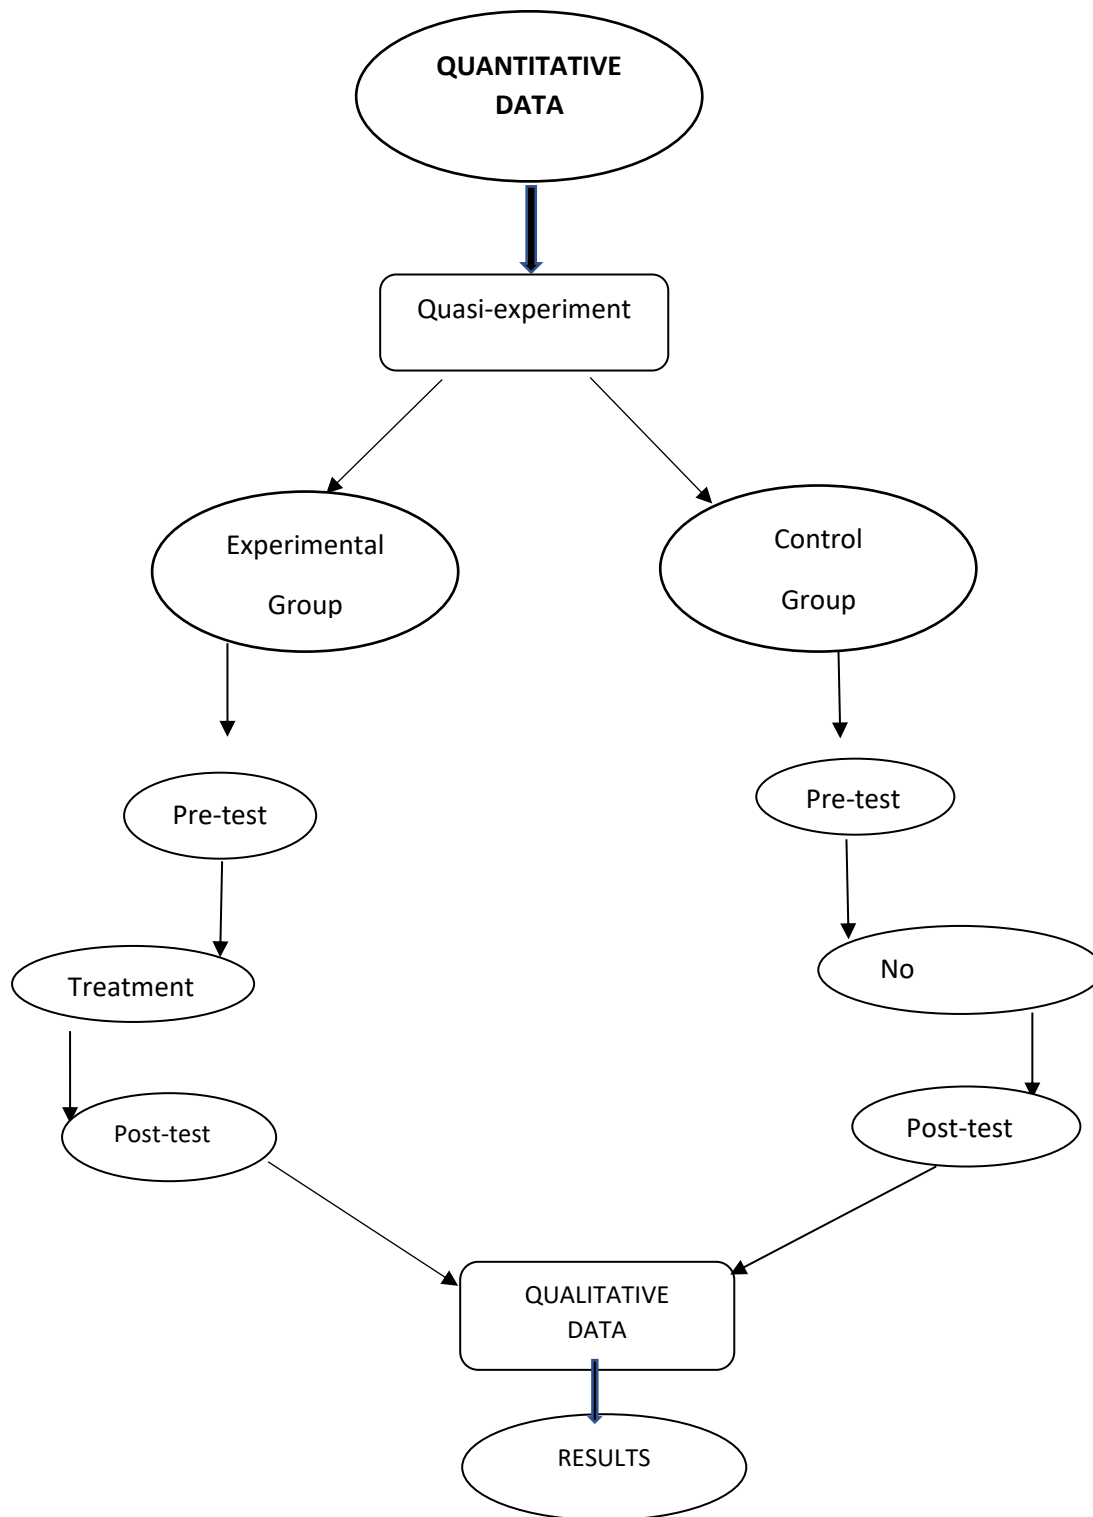 QUANTITATIVE
DATA
Quasi-experiment
Experimental
Group
Control
Group
Pre-test
Pre-test
Treatment
No
Post-test
Post-test
QUALITATIVE
DATA
RESULTS